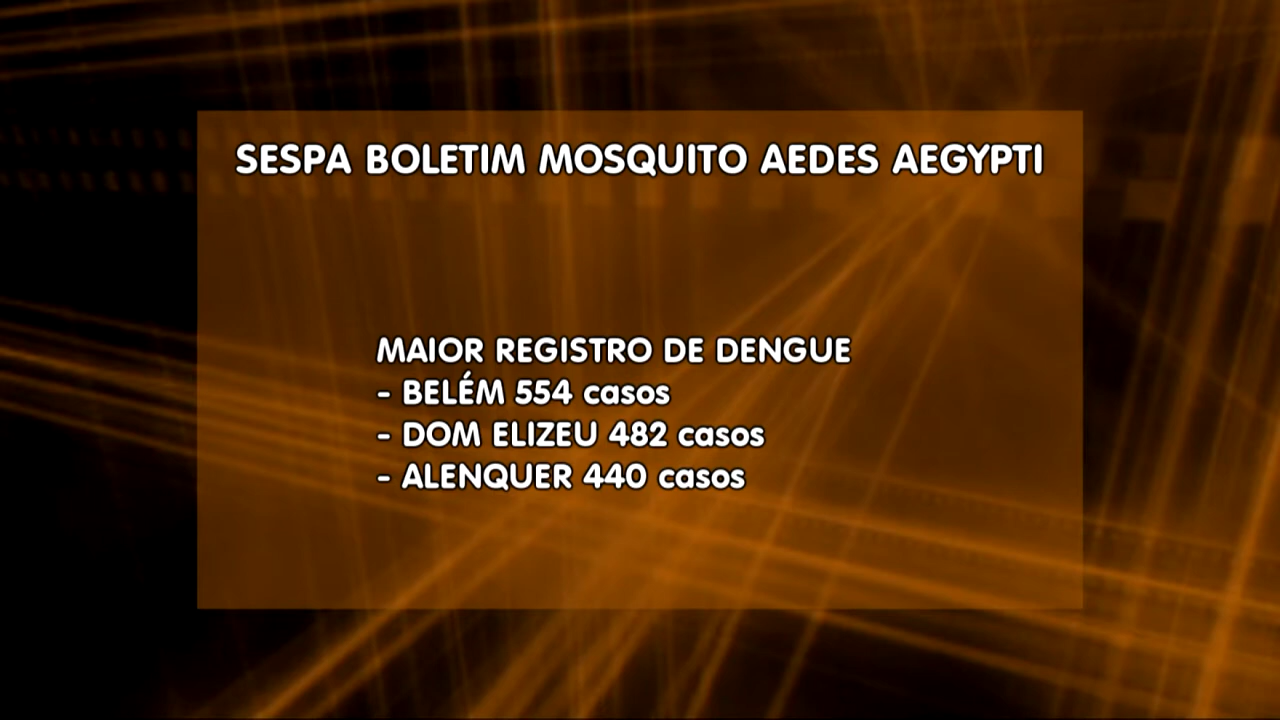 SESPA BOLETIM MOSQUITO AEDES AEGYPTI
MAIOR REGISTRO DE DENGUE
- BELÉM 554 casos
- DOM ELIZEU 482 casos
- ALENQUER 440 casos